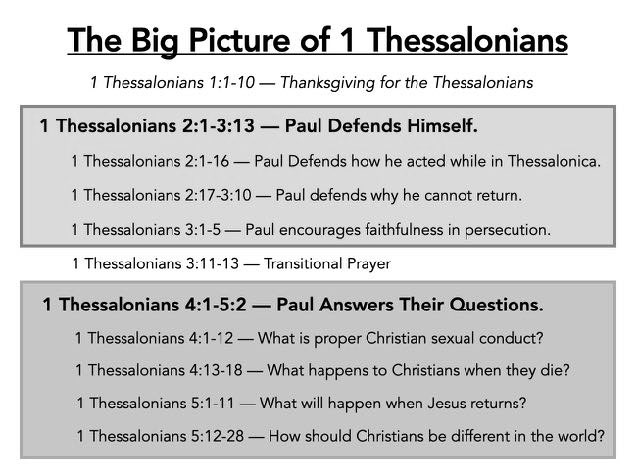 The Big Picture of 1 Thessalonians
1 Thessalonians 1:1-10 — Thanksgiving for the Thessalonians
1 Thessalonians 2:1-3:13 — Paul Defends Himself.
1 Thessalonians 2:1-16 — Paul Defends how he acted while in Thessalonica.
1 Thessalonians 2:17-3:10 — Paul defends why he cannot return.
1 Thessalonians 3:1-5 — Paul encourages faithfulness in persecution.
1 Thessalonians 3:11-13 — Transitional Prayer
1 Thessalonians 4:1-5:2 — Paul Answers Their Questions.
1 Thessalonians 4:1-12 — What is proper Christian sexual conduct?
1 Thessalonians 4:13-18 — What happens to Christians when they die?
1 Thessalonians 5:1-11 — What will happen when Jesus returns?
1 Thessalonians 5:12-28 — How should Christians be different in the world?